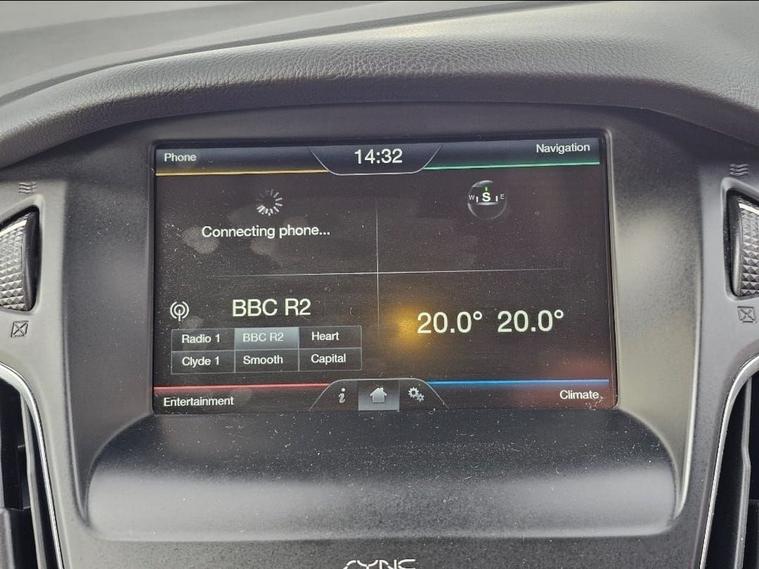 Phone
14:32
Navigation
W S E
Connecting phone...
BBC R2
20.0° 20.0°
Radio 1 BBC R2 Heart
Clyde 1 Smooth Capital
Entertainment
i
Climate
SYNC